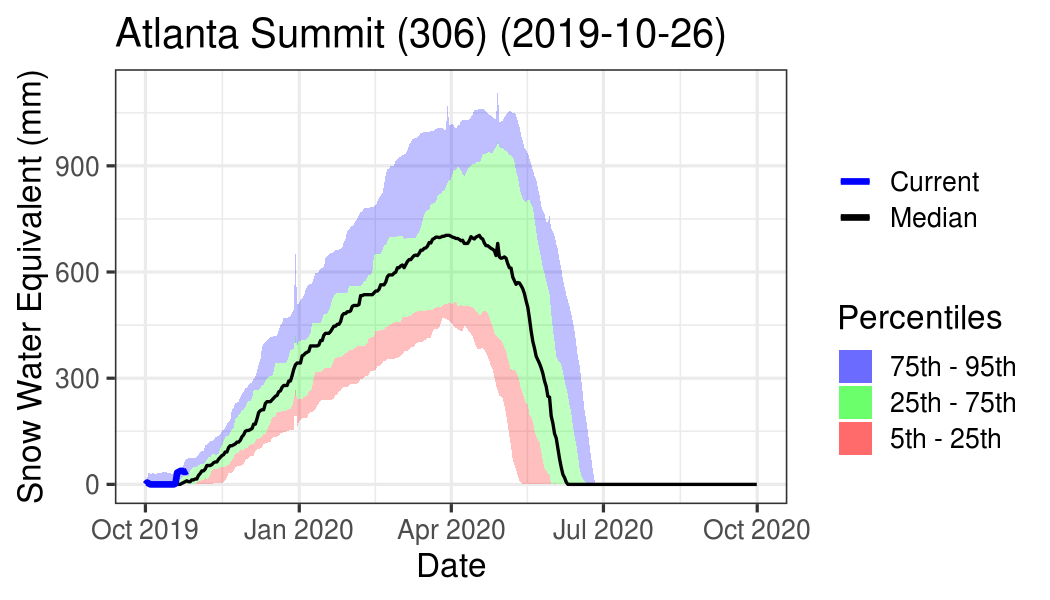 Atlanta Summit (306) (2019-10-26)
Snow Water Equivalent (mm)
900
600
300
0
Oct 2019
Jan 2020
Apr 2020
Jul 2020
Oct 2020
Date
Current
Median
Percentiles
75th - 95th
25th - 75th
5th - 25th